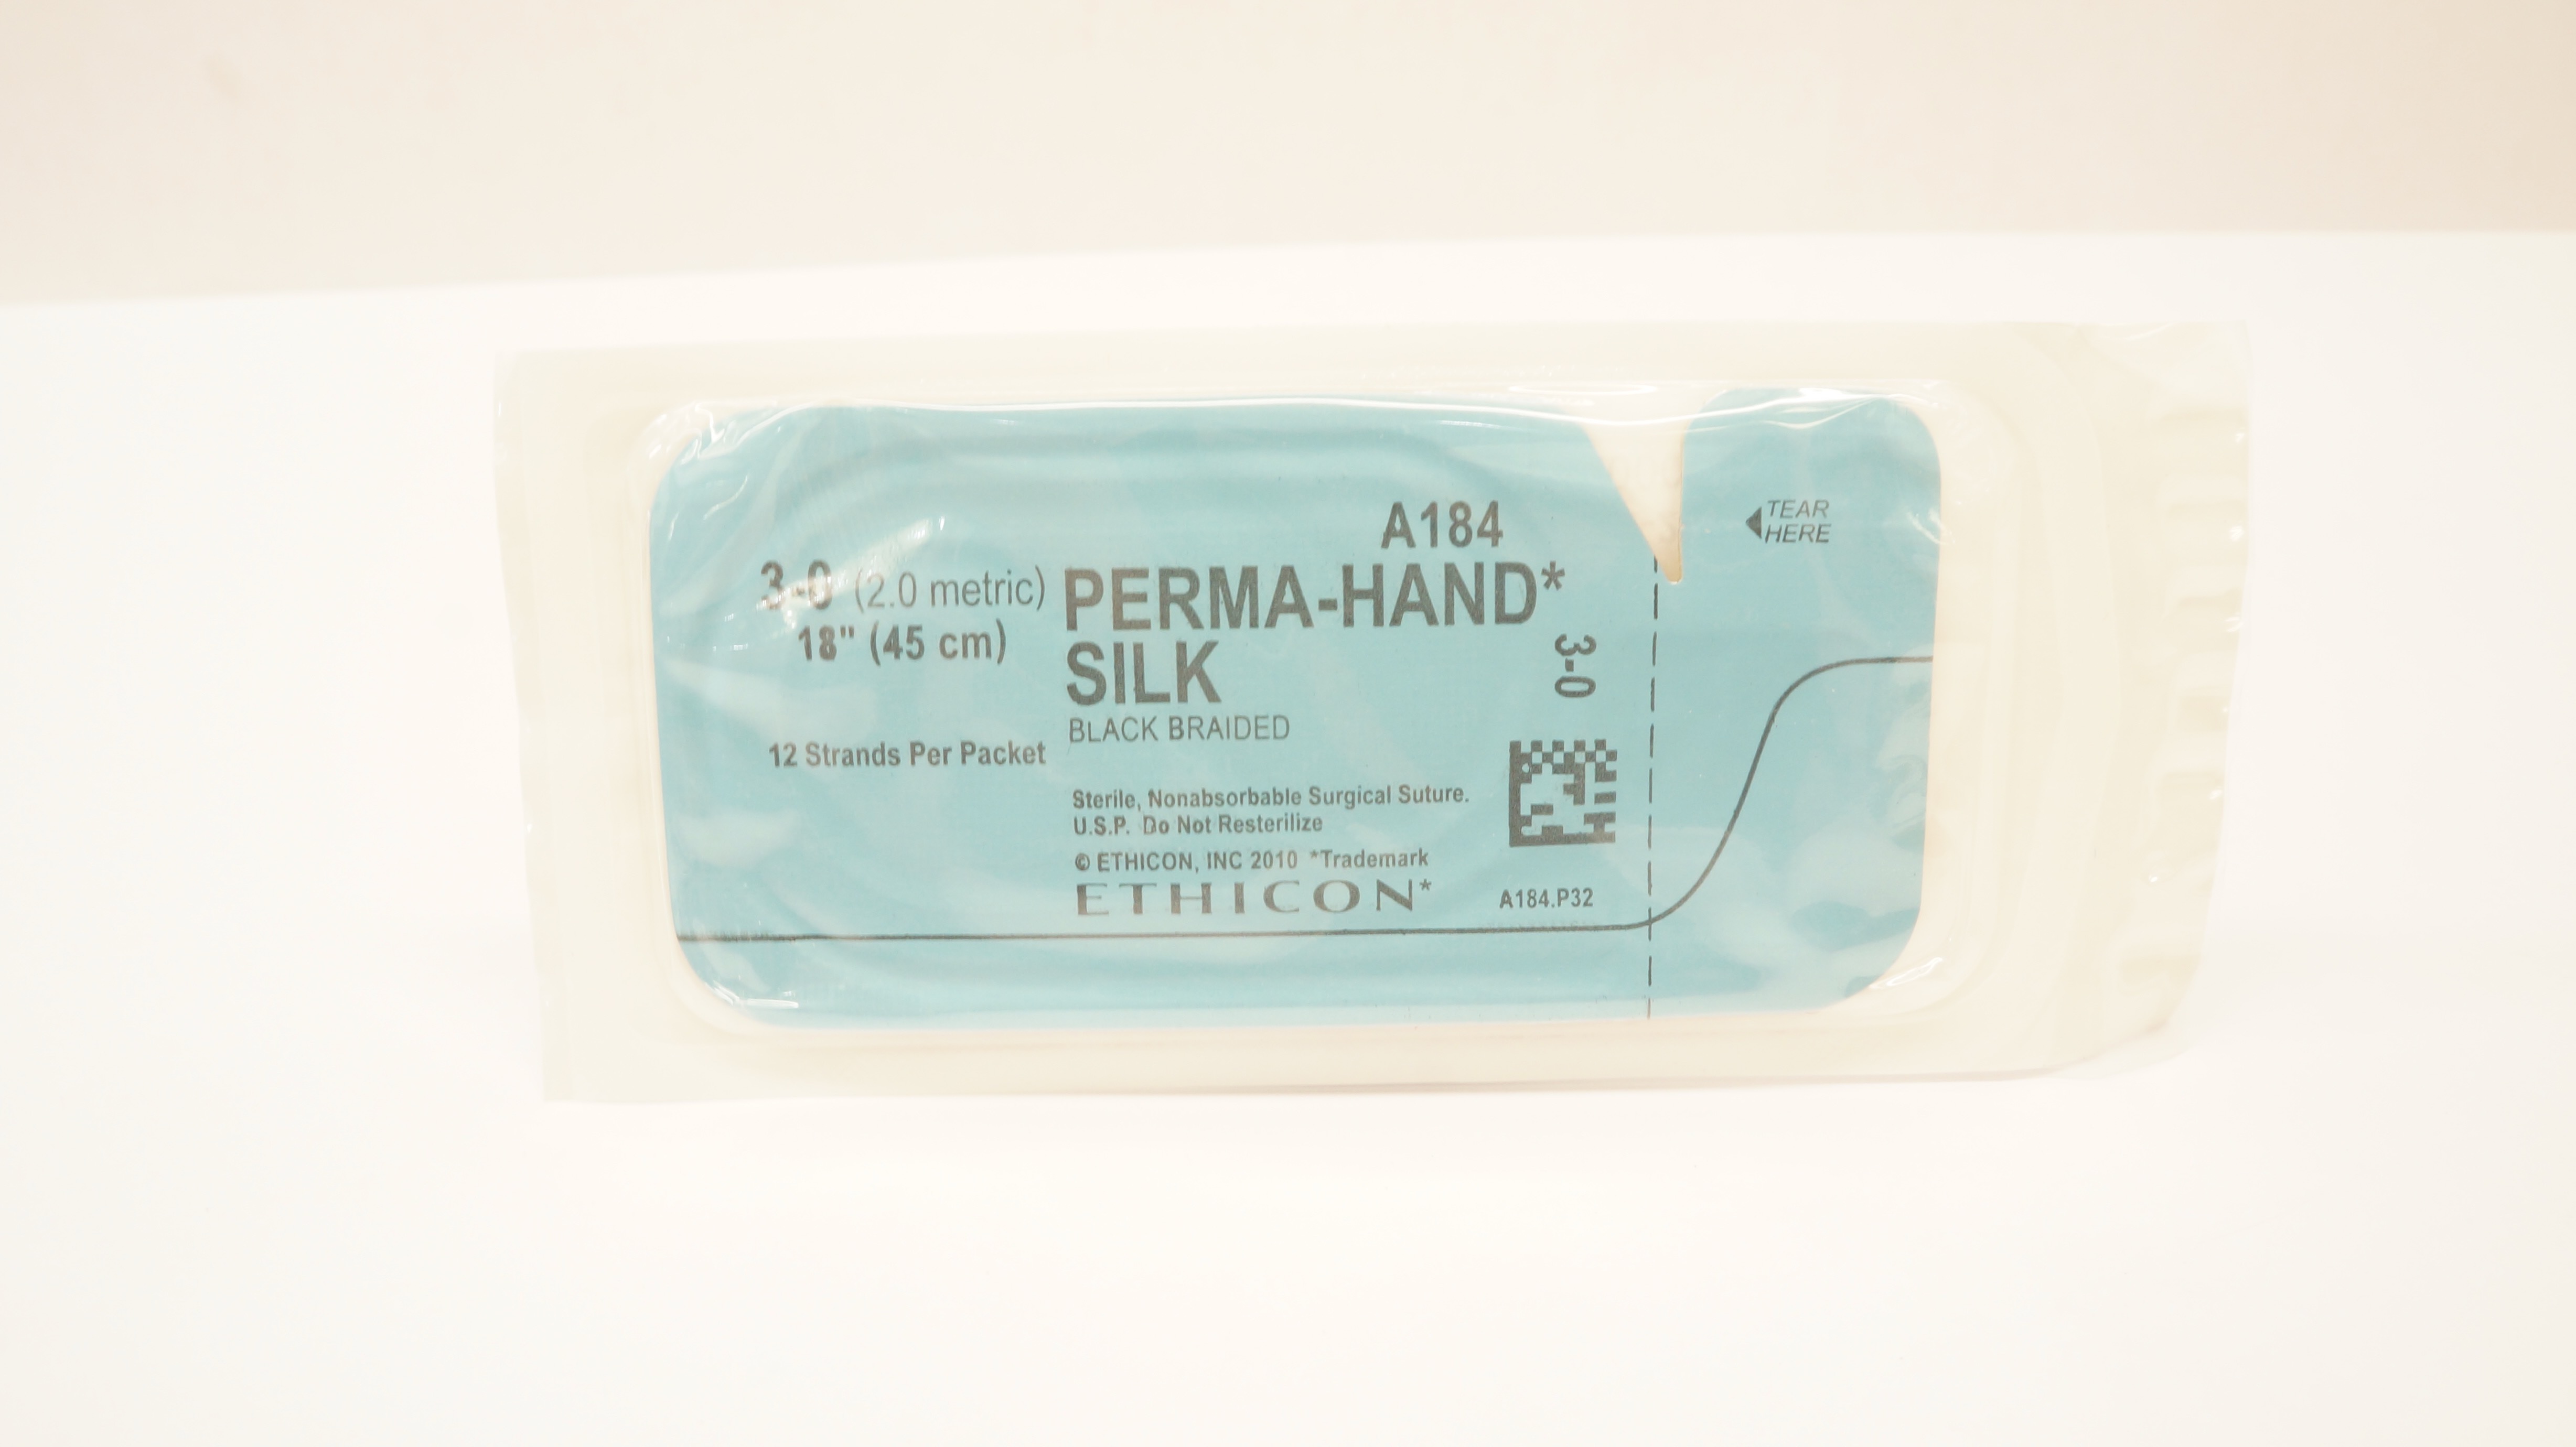 A184
3-0 (2.0 metric)
18" (45 cm)
12 Strands Per Packet
PERMA-HAND*
SILK
BLACK BRAIDED
Sterile, Nonabsorbable Surgical Suture.
U.S.P. Do Not Resterilize
© ETHICON, INC 2010 *Trademark
ETHICON*
3-0
A184.P32
TEAR
HERE